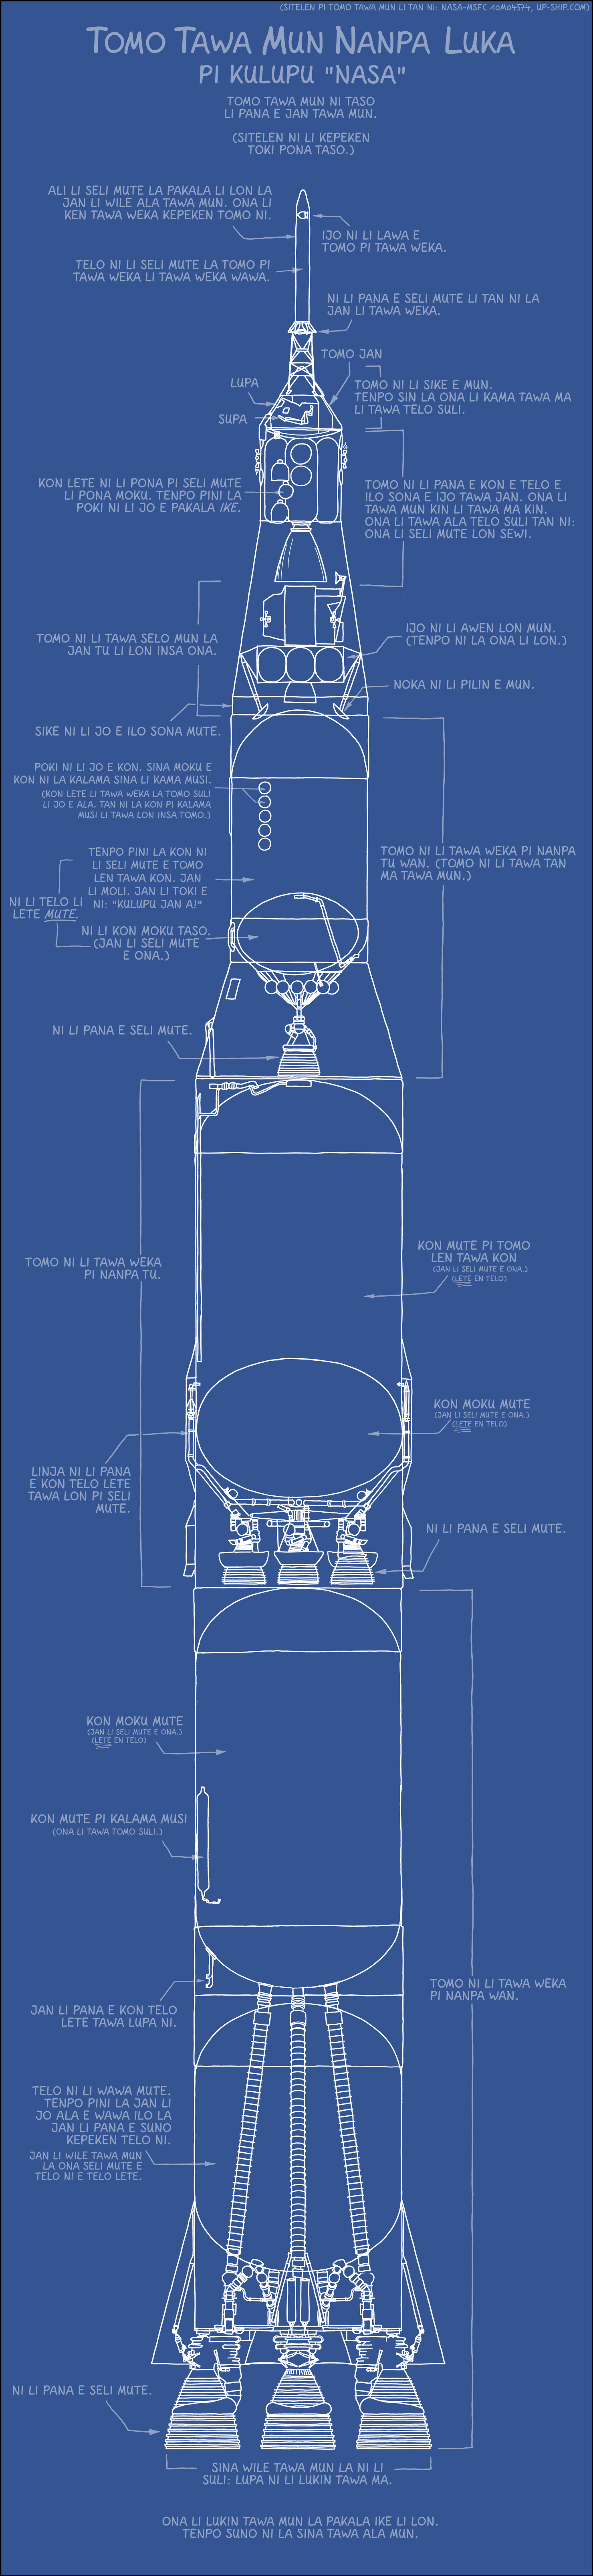 (SITELEN PI TOMO TAWA MUN LI TAN NI: NASA-MSFC 10M04574, UP-SHIP.COM)
TOMO TAWA MUN NANPA LUKA
PI KULUPU "NASA"
TOMO TAWA MUN NI TASO
LI PANA E JAN TAWA MUN.
(SITELEN NI LI KEPEKEN
TOKI PONA TASO.)
ALI LI SELI MUTE LA PAKALA LI LON LA
JAN LI WILE ALA TAWA MUN. ONA LI
KEN TAWA WEKA KEPEKEN TOMO NI.
IJO NI LI LAWA E
TOMO PI TAWA WEKA.
TELO NI LI SELI MUTE LA TOMO PI
TAWA WEKA LI TAWA WEKA WAWA.
NI LI PANA E SELI MUTE LI TAN NI LA
JAN LI TAWA WEKA.
TOMO JAN
LUPA
TOMO NI LI SIKE E MUN.
TENPO SIN LA ONA LI KAMA TAWA MA
LI TAWA TELO SULI.
SUPA
KON LETE NI LI PONA PI SELI MUTE
LI PONA MOKU. TENPO PINI LA
POKI NI LI JO E PAKALA IKE.
TOMO NI LI PANA E KON E TELO E
ILO SONA E IJO TAWA JAN. ONA LI
TAWA MUN KIN LI TAWA MA KIN.
ONA LI TAWA ALA TELO SULI TAN NI:
ONA LI SELI MUTE LON SEWI.
IJO NI LI AWEN LON MUN.
(TENPO NI LA ONA LI LON.)
TOMO NI LI TAWA SELO MUN LA
JAN TU LI LON INSA ONA.
NOKA NI LI PILIN E MUN.
SIKE NI LI JO E ILO SONA MUTE.
POKI NI LI JO E KON. SINA MOKU E
KON NI LA KALAMA SINA LI KAMA MUSI.
(KON LETE LI TAWA WEKA LA TOMO SULI
LI JO E ALA. TAN NI LA KON PI KALAMA
MUSI LI TAWA LON INSA TOMO.)
TENPO PINI LA KON NI
LI SELI MUTE E TOMO
LEN TAWA KON. JAN
LI MOLI. JAN LI TOKI E
NI: "KULUPU JAN A!"
TOMO NI LI TAWA WEKA PI NANPA
TU WAN. (TOMO NI LI TAWA TAN
MA TAWA MUN.)
NI LI TELO LI
LETE MUTE.
NI LI KON MOKU TASO.
(JAN LI SELI MUTE
E ONA.)
NI LI PANA E SELI MUTE.
TOMO NI LI TAWA WEKA
PI NANPA TU.
KON MUTE PI TOMO
LEN TAWA KON
(JAN LI SELI MUTE E ONA.)
(LETE EN TELO)
KON MOKU MUTE
(JAN LI SELI MUTE E ONA.)
(LETE EN TELO)
LINJA NI LI PANA
E KON TELO LETE
TAWA LON PI SELI
MUTE.
NI LI PANA E SELI MUTE.
KON MOKU MUTE
(JAN LI SELI MUTE E ONA.)
(LETE EN TELO)
KON MUTE PI KALAMA MUSI
(ONA LI TAWA TOMO SULI.)
TOMO NI LI TAWA WEKA
PI NANPA WAN.
JAN LI PANA E KON TELO
LETE TAWA LUPA NI.
TELO NI LI WAWA MUTE.
TENPO PINI LA JAN LI
JO ALA E WAWA ILO LA
JAN LI PANA E SUNO
KEPEKEN TELO NI.
JAN LI WILE TAWA MUN
LA ONA SELI MUTE E
TELO NI E TELO LETE.
NI LI PANA E SELI MUTE.
SINA WILE TAWA MUN LA NI LI
SULI: LUPA NI LI LUKIN TAWA MA.
ONA LI LUKIN TAWA MUN LA PAKALA IKE LI LON.
TENPO SUNO NI LA SINA TAWA ALA MUN.